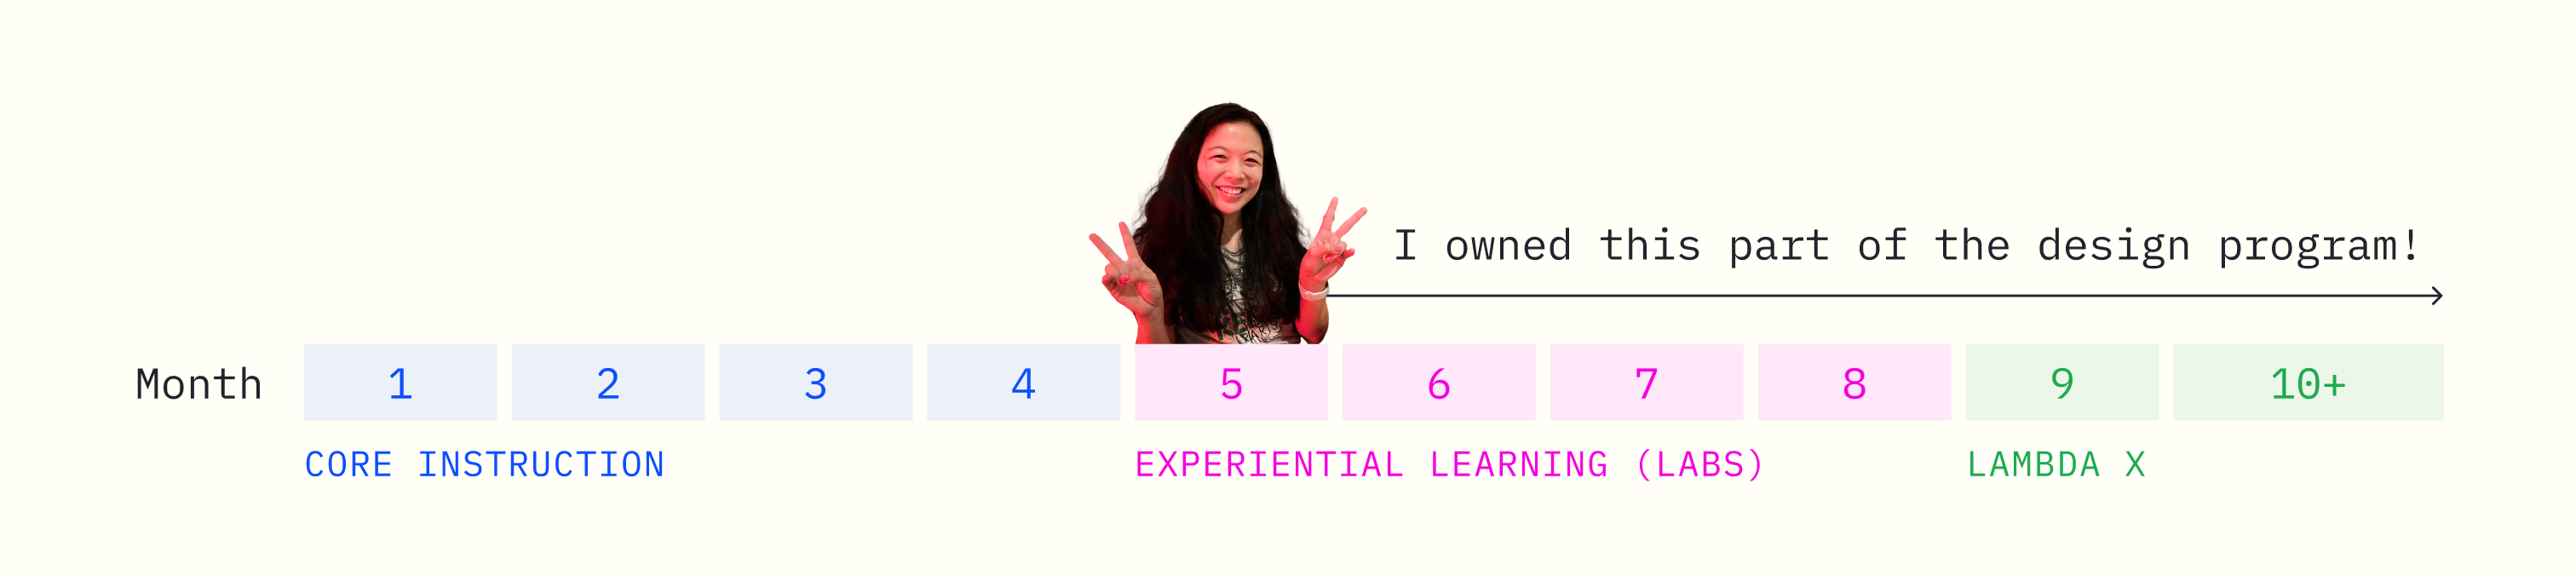 I owned this part of the design program!
Month 1 2 3 4 5 6 7 8 9 10+
CORE INSTRUCTION EXPERIENTIAL LEARNING (LABS) LAMBDA X